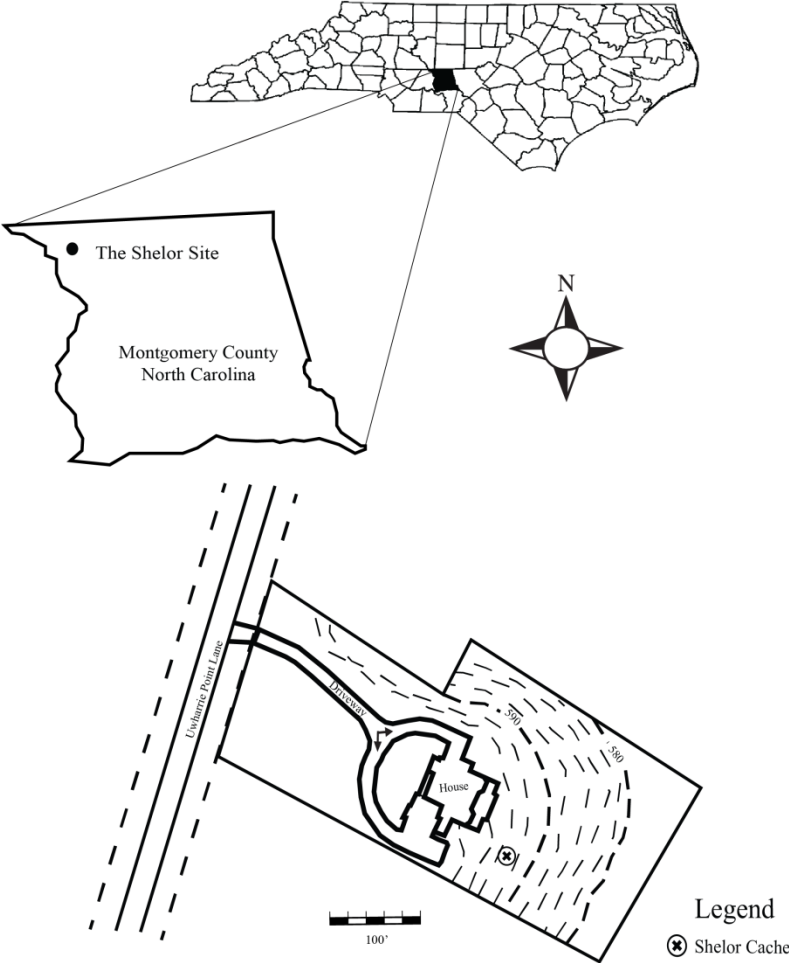 The Shelor Site
Montgomery County
North Carolina
N
Uwharrie Point Lane
Driveway
590
580
House
100’
Legend
Shelor Cache